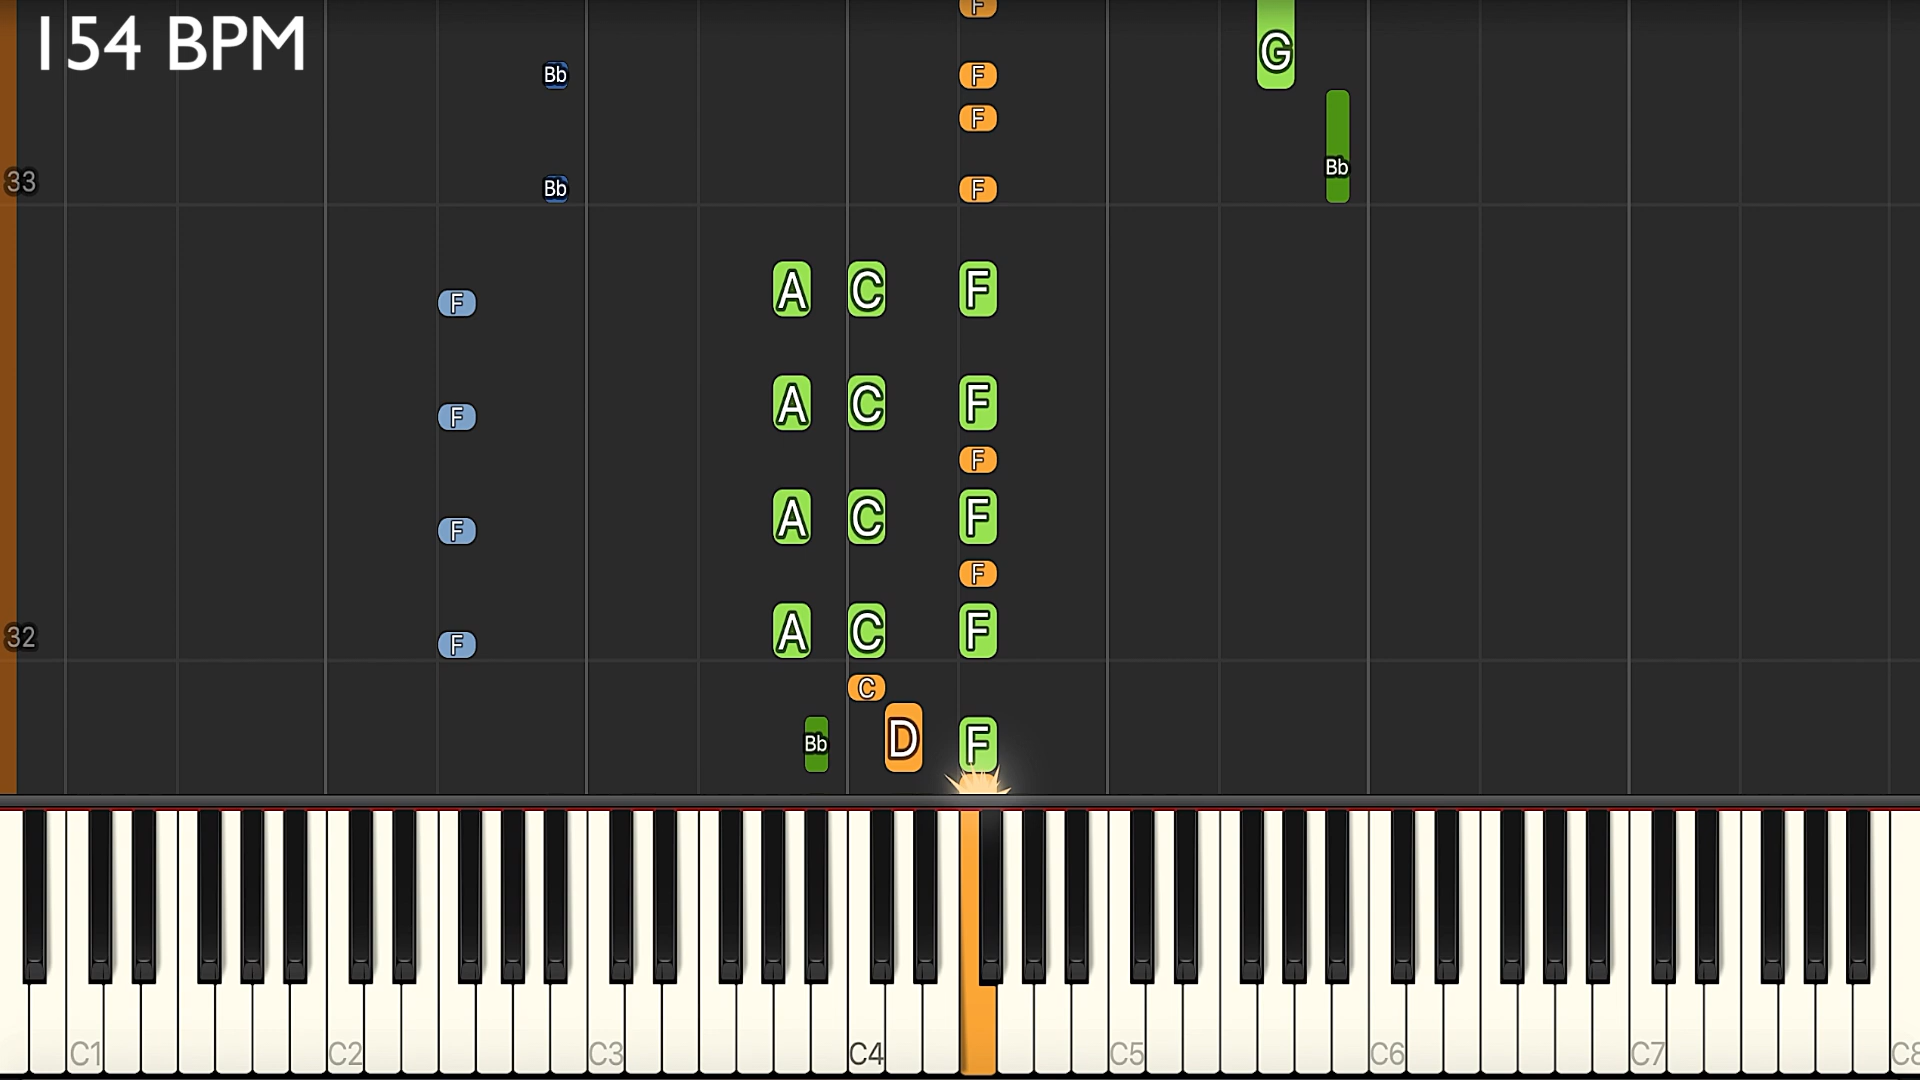 154 BPM
F
G
Bb F
F
Bb
33 Bb F
F A C F
F A C F
F
F A C F
F
32 F A C F
C
Bb D F
C1 C2 C3 C4 C5 C6 C7 C8